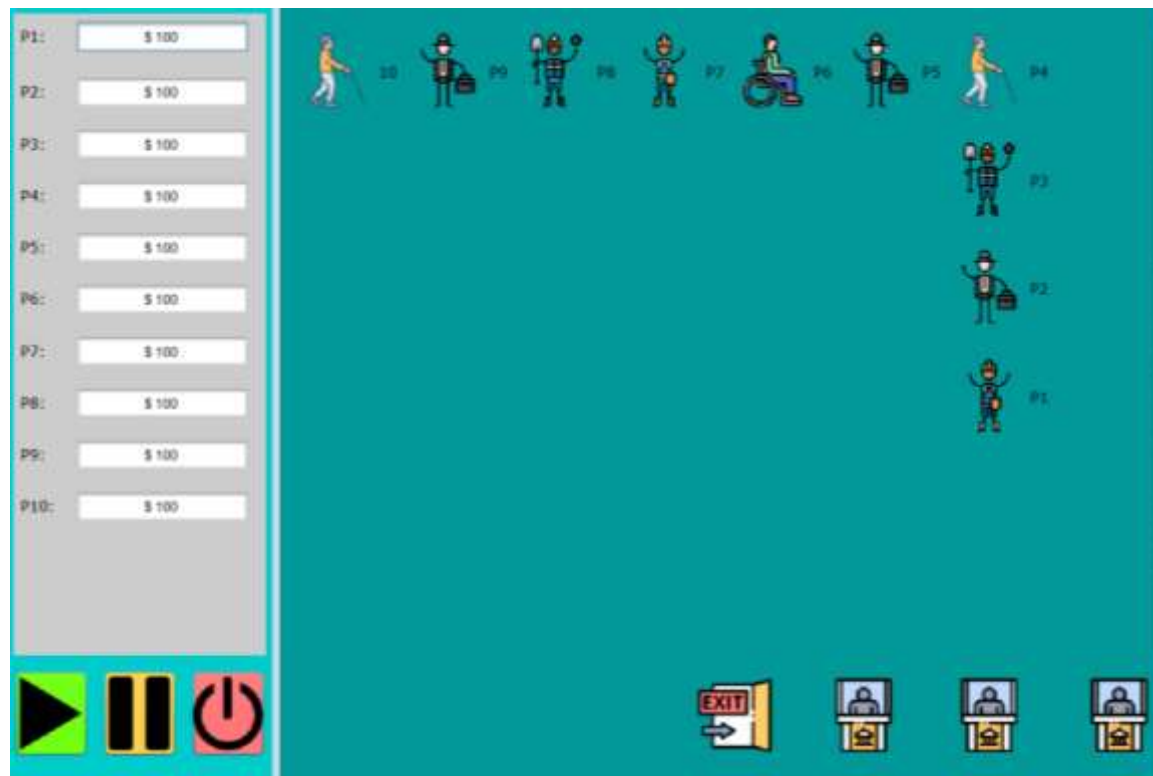 P1: $ 100
P2: $ 100
P3: $ 100
P4: $ 100
P5: $ 100
P6: $ 100
P7: $ 100
P8: $ 100
P9: $ 100
P10: $ 100
10 P9 P8 P7 P6 P5 P4
P3
P2
P1
EXIT